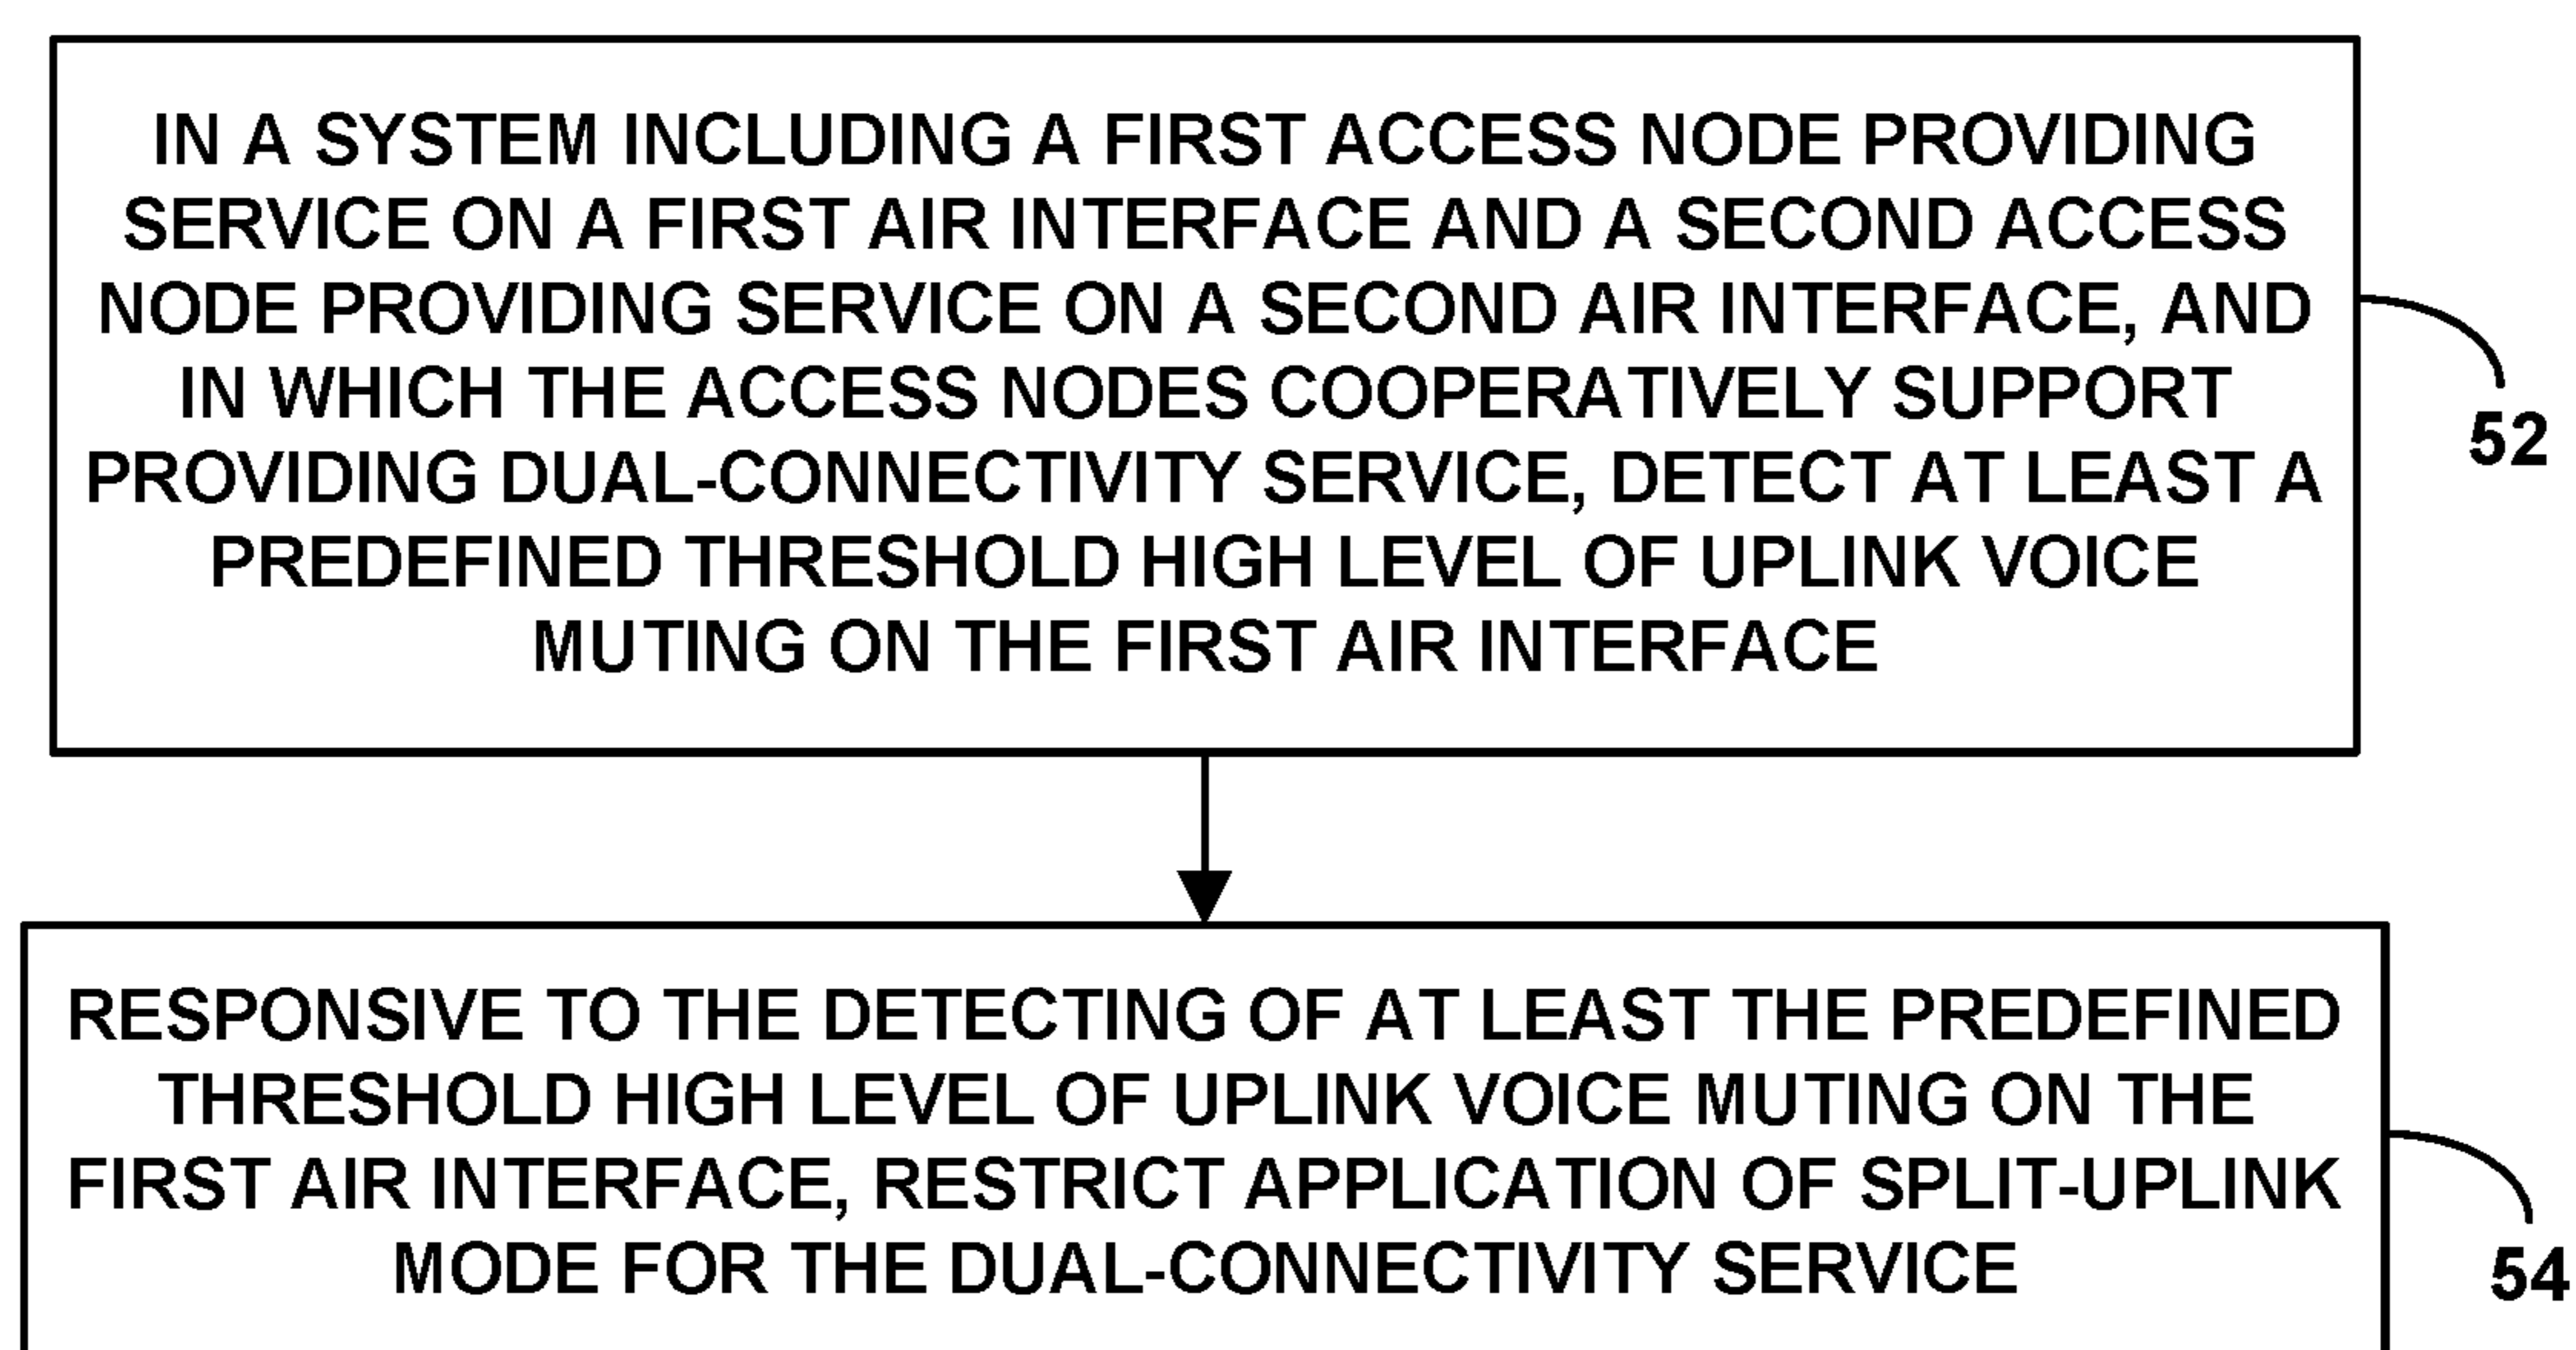 IN A SYSTEM INCLUDING A FIRST ACCESS NODE PROVIDING
SERVICE ON A FIRST AIR INTERFACE AND A SECOND ACCESS
NODE PROVIDING SERVICE ON A SECOND AIR INTERFACE, AND
IN WHICH THE ACCESS NODES COOPERATIVELY SUPPORT
PROVIDING DUAL-CONNECTIVITY SERVICE, DETECT AT LEAST A
PREDEFINED THRESHOLD HIGH LEVEL OF UPLINK VOICE
MUTING ON THE FIRST AIR INTERFACE
52
RESPONSIVE TO THE DETECTING OF AT LEAST THE PREDEFINED
THRESHOLD HIGH LEVEL OF UPLINK VOICE MUTING ON THE
FIRST AIR INTERFACE, RESTRICT APPLICATION OF SPLIT-UPLINK
MODE FOR THE DUAL-CONNECTIVITY SERVICE
54